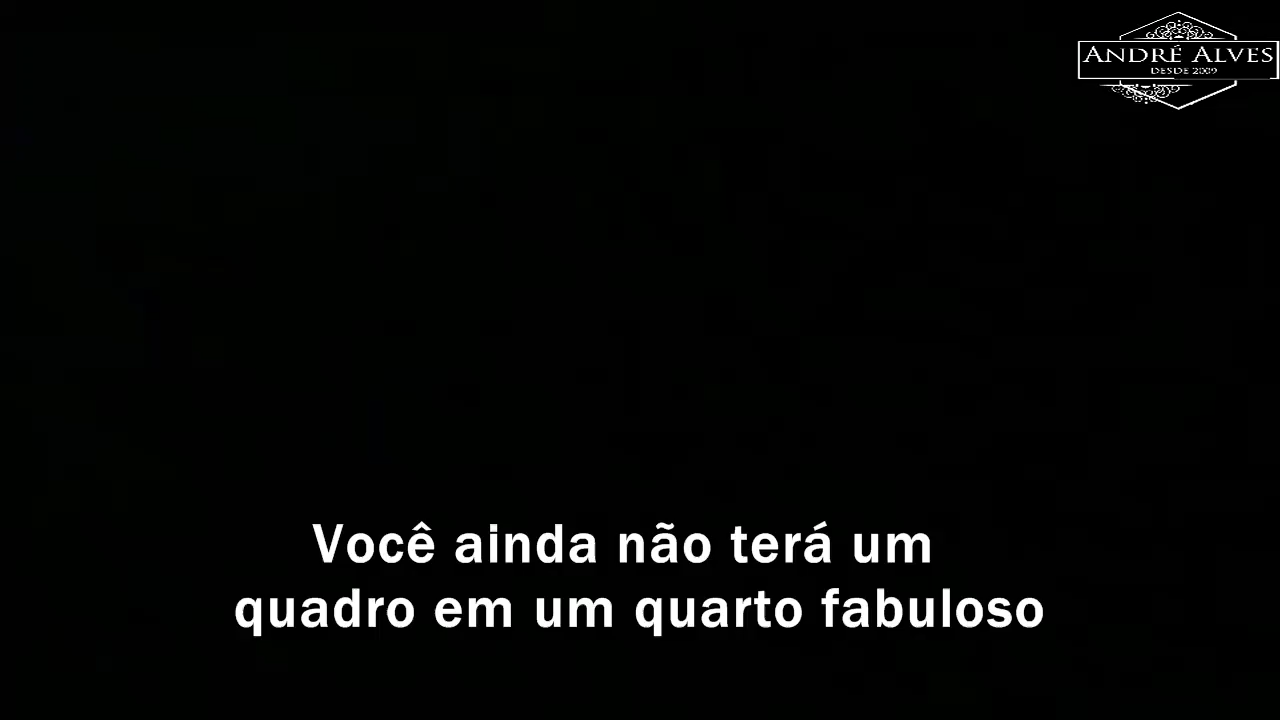 ANDRÉ ALVES
DESDE 2009
Você ainda não terá um
quadro em um quarto fabuloso